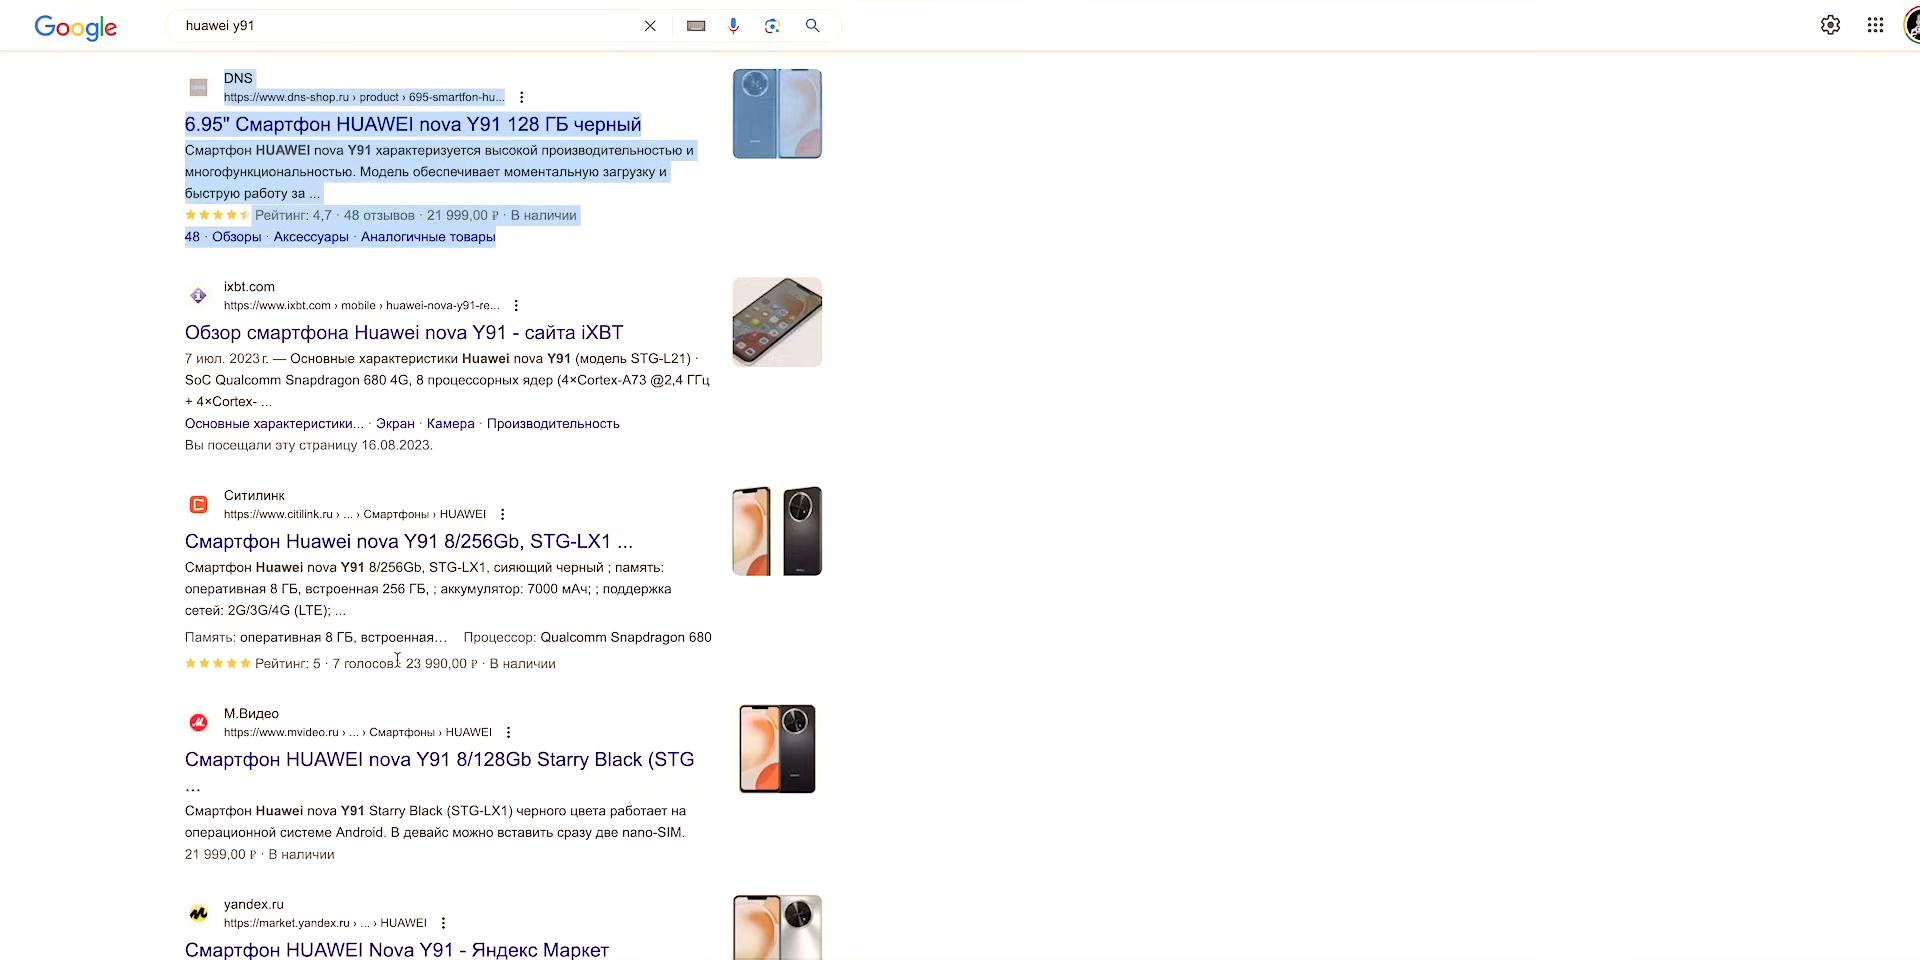 Google
huawei y91
DNS
https://www.dns-shop.ru › product › 695-smartfon-hu...
6.95" Смартфон HUAWEI nova Y91 128 ГБ черный
Смартфон HUAWEI nova Y91 характеризуется высокой производительностью и
многофункциональностью. Модель обеспечивает моментальную загрузку и
быструю работу за ...
Рейтинг: 4,7 · 48 отзывов · 21 999,00 ₽ · В наличии
48 · Обзоры · Аксессуары · Аналогичные товары
ixbt.com
https://www.ixbt.com › mobile › huawei-nova-y91-re...
Обзор смартфона Huawei nova Y91 - сайта iXBT
7 июл. 2023 г. — Основные характеристики Huawei nova Y91 (модель STG-L21) ·
SoC Qualcomm Snapdragon 680 4G, 8 процессорных ядер (4×Cortex-A73 @2,4 ГГц
+ 4×Cortex- ...
Основные характеристики... · Экран · Камера · Производительность
Вы посещали эту страницу 16.08.2023.
Ситилинк
https://www.citilink.ru › ... › Смартфоны › HUAWEI
Смартфон Huawei nova Y91 8/256Gb, STG-LX1 ...
Смартфон Huawei nova Y91 8/256Gb, STG-LX1, сияющий черный ; память:
оперативная 8 ГБ, встроенная 256 ГБ, ; аккумулятор: 7000 мАч; ; поддержка
сетей: 2G/3G/4G (LTE); ...
Память: оперативная 8 ГБ, встроенная... Процессор: Qualcomm Snapdragon 680
Рейтинг: 5 · 7 голосов · 23 990,00 ₽ · В наличии
М.Видео
https://www.mvideo.ru › ... › Смартфоны › HUAWEI
Смартфон HUAWEI nova Y91 8/128Gb Starry Black (STG
...
Смартфон Huawei nova Y91 Starry Black (STG-LX1) черного цвета работает на
операционной системе Android. В девайс можно вставить сразу две nano-SIM.
21 999,00 ₽ · В наличии
yandex.ru
https://market.yandex.ru › ... › HUAWEI
Смартфон HUAWEI Nova Y91 - Яндекс Маркет